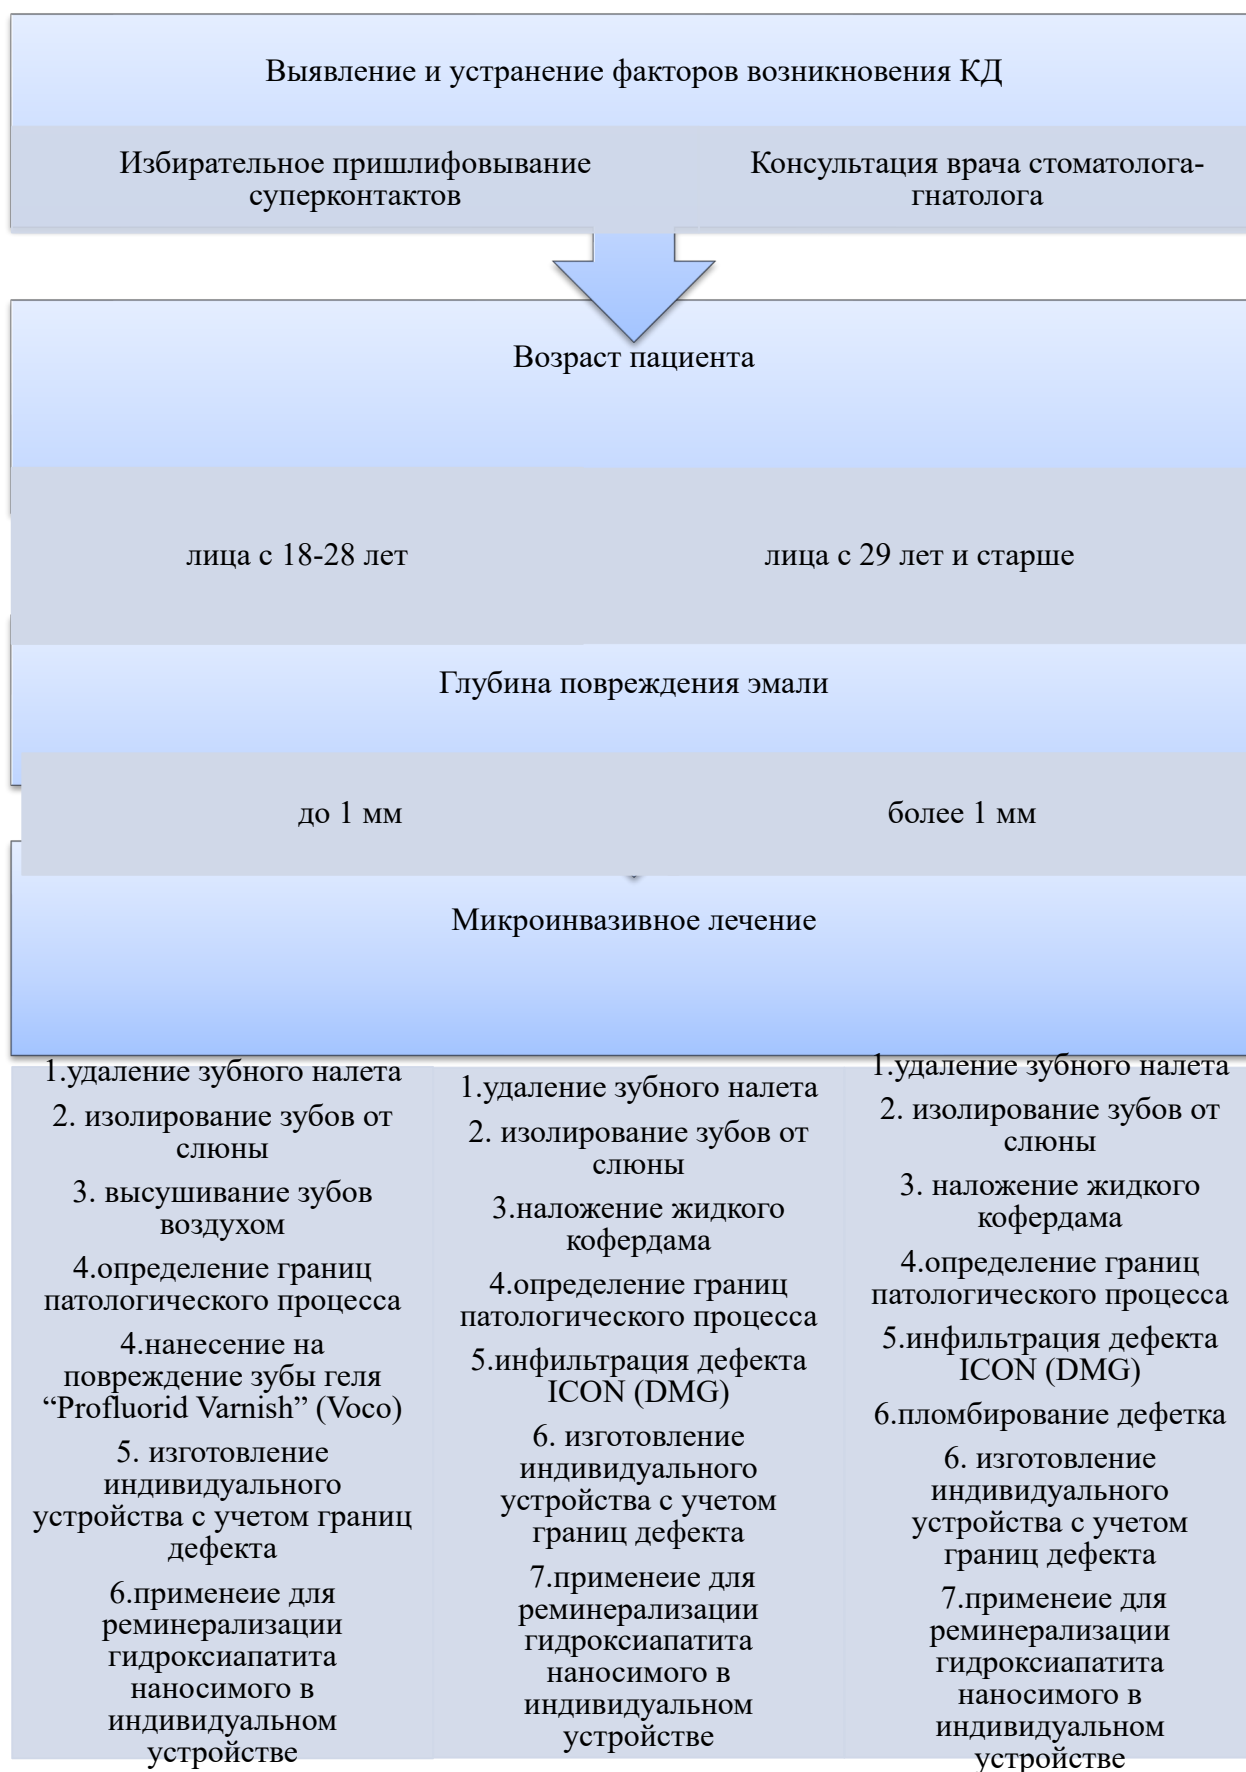 Выявление и устранение факторов возникновения КД
Избирательное пришлифовывание
суперконтактов
Консультация врача стоматолога-
гнатолога
Возраст пациента
лица с 18-28 лет
лица с 29 лет и старше
Глубина повреждения эмали
до 1 мм
более 1 мм
Микроинвазивное лечение
1.удаление зубного налета
2. изолирование зубов от
слюны
3. высушивание зубов
воздухом
4.определение границ
патологического процесса
4.нанесение на
повреждение зубы геля
“Profluorid Varnish” (Voco)
5. изготовление
индивидуального
устройства с учетом границ
дефекта
6.применеие для
реминерализации
гидроксиапатита
наносимого в
индивидуальном
устройстве
1.удаление зубного налета
2. изолирование зубов от
слюны
3.наложение жидкого
кофердама
4.определение границ
патологического процесса
5.инфильтрация дефекта
ICON (DMG)
6. изготовление
индивидуального
устройства с учетом
границ дефекта
7.применеие для
реминерализации
гидроксиапатита
наносимого в
индивидуальном
устройстве
1.удаление зубного налета
2. изолирование зубов от
слюны
3. наложение жидкого
кофердама
4.определение границ
патологического процесса
5.инфильтрация дефекта
ICON (DMG)
6.пломбирование дефетка
6. изготовление
индивидуального
устройства с учетом
границ дефекта
7.применеие для
реминерализации
гидроксиапатита
наносимого в
индивидуальном
устройстве